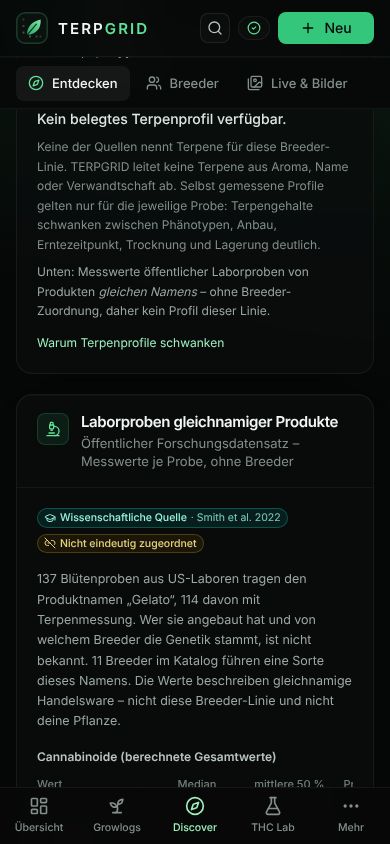 TERPGRID
Neu
Entdecken
Breeder
Live & Bilder
Kein belegtes Terpenprofil verfügbar.
Keine der Quellen nennt Terpene für diese Breeder-
Linie. TERPGRID leitet keine Terpene aus Aroma, Name
oder Verwandtschaft ab. Selbst gemessene Profile
gelten nur für die jeweilige Probe: Terpengehalte
schwanken zwischen Phänotypen, Anbau,
Erntezeitpunkt, Trocknung und Lagerung deutlich.
Unten: Messwerte öffentlicher Laborproben von
Produkten gleichen Namens – ohne Breeder-
Zuordnung, daher kein Profil dieser Linie.
Warum Terpenprofile schwanken
Laborproben gleichnamiger Produkte
Öffentlicher Forschungsdatensatz –
Messwerte je Probe, ohne Breeder
Wissenschaftliche Quelle · Smith et al. 2022
Nicht eindeutig zugeordnet
137 Blütenproben aus US-Laboren tragen den
Produktnamen „Gelato“, 114 davon mit
Terpenmessung. Wer sie angebaut hat und von
welchem Breeder die Genetik stammt, ist nicht
bekannt. 11 Breeder im Katalog führen eine Sorte
dieses Namens. Die Werte beschreiben gleichnamige
Handelsware – nicht diese Breeder-Linie und nicht
deine Pflanze.
Cannabinoide (berechnete Gesamtwerte)
Wert Median mittlere 50 %
Übersicht
Growlogs
Discover
THC Lab
Mehr